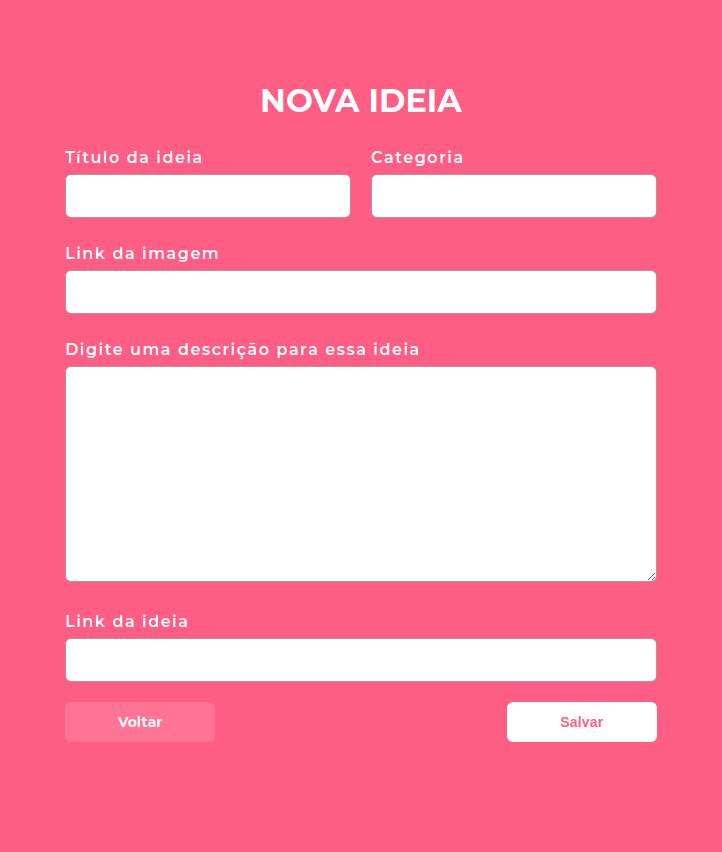 NOVA IDEIA
Título da ideia
Categoria
Link da imagem
Digite uma descrição para essa ideia
Link da ideia
Voltar
Salvar